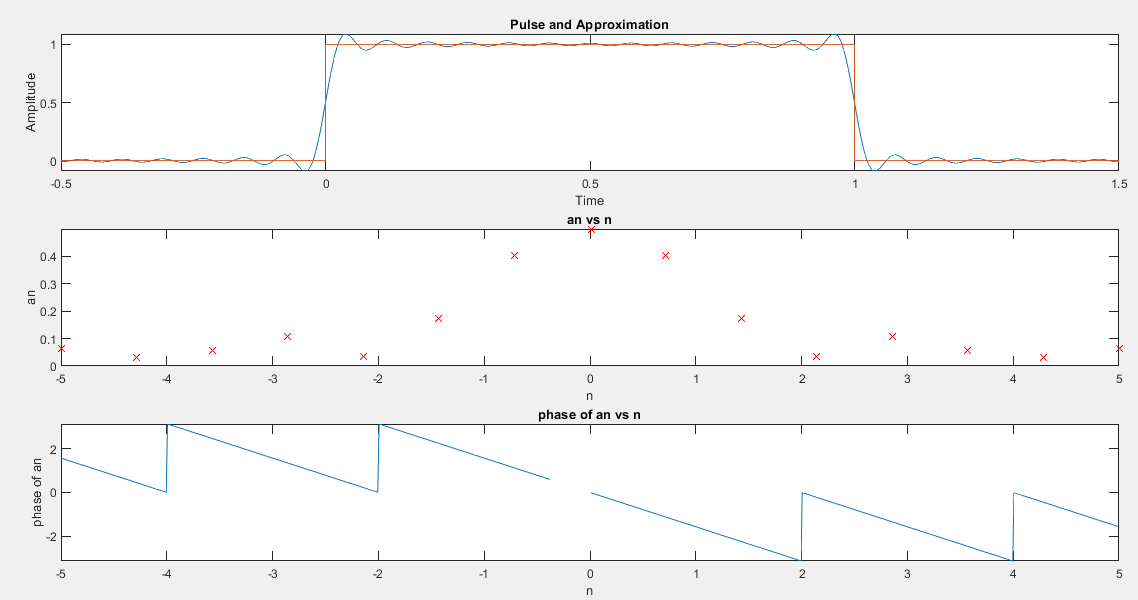 Pulse and Approximation
1
0.5
0
Amplitude
-0.5 0 0.5 1 1.5
Time
an vs n
0.4
0.3
0.2
0.1
0
an
-5 -4 -3 -2 -1 0 1 2 3 4 5
n
phase of an vs n
2
0
-2
phase of an
-5 -4 -3 -2 -1 0 1 2 3 4 5
n